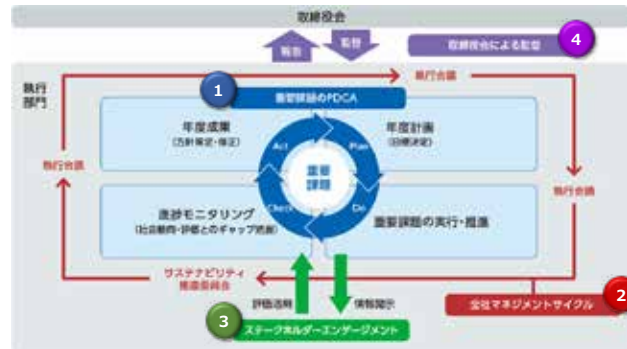 取締役会
報告
監督
取締役会による監督
4
執行
部門
執行会議
1
重要課題のPDCA
年度成果
(方針策定・修正)
年度計画
(目標決定)
Act
Plan
重要
課題
執行会議
執行会議
Check
Do
進捗モニタリング
(社会動向・評価とのギャップ把握)
重要課題の実行・推進
サステナビリティ
推進委員会
評価活用
情報開示
2
全社マネジメントサイクル
3
ステークホルダーエンゲージメント